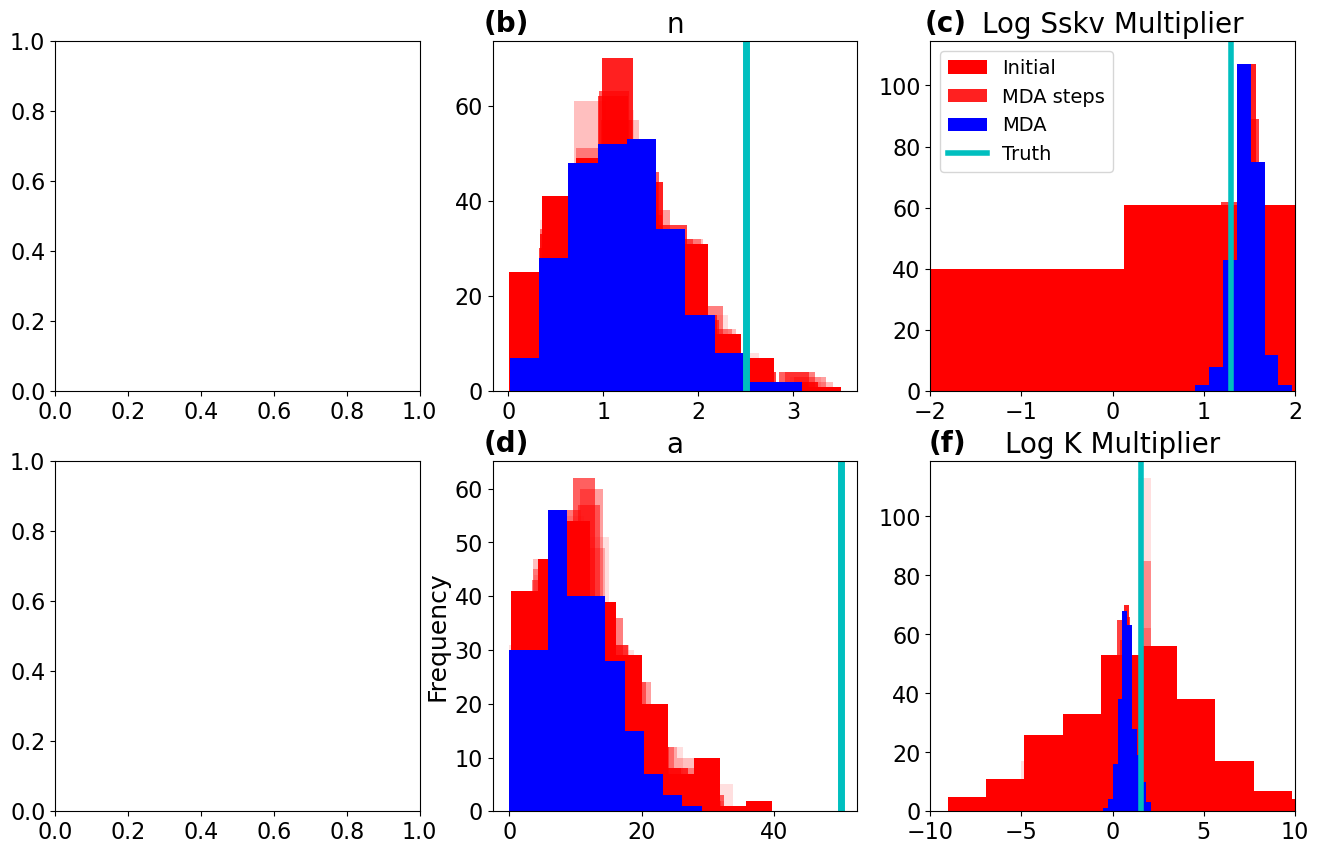 (b) n
(c) Log Sskv Multiplier
1.0
0.8
0.6
0.4
0.2
0.0
0.0 0.2 0.4 0.6 0.8 1.0
60
40
20
0
0 1 2 3
100
80
60
40
20
0
−2 −1 0 1 2
Initial
MDA steps
MDA
Truth
(d) a
(f) Log K Multiplier
1.0
0.8
0.6
0.4
0.2
0.0
0.0 0.2 0.4 0.6 0.8 1.0
Frequency
60
50
40
30
20
10
0
0 20 40
100
80
60
40
20
0
−10 −5 0 5 10